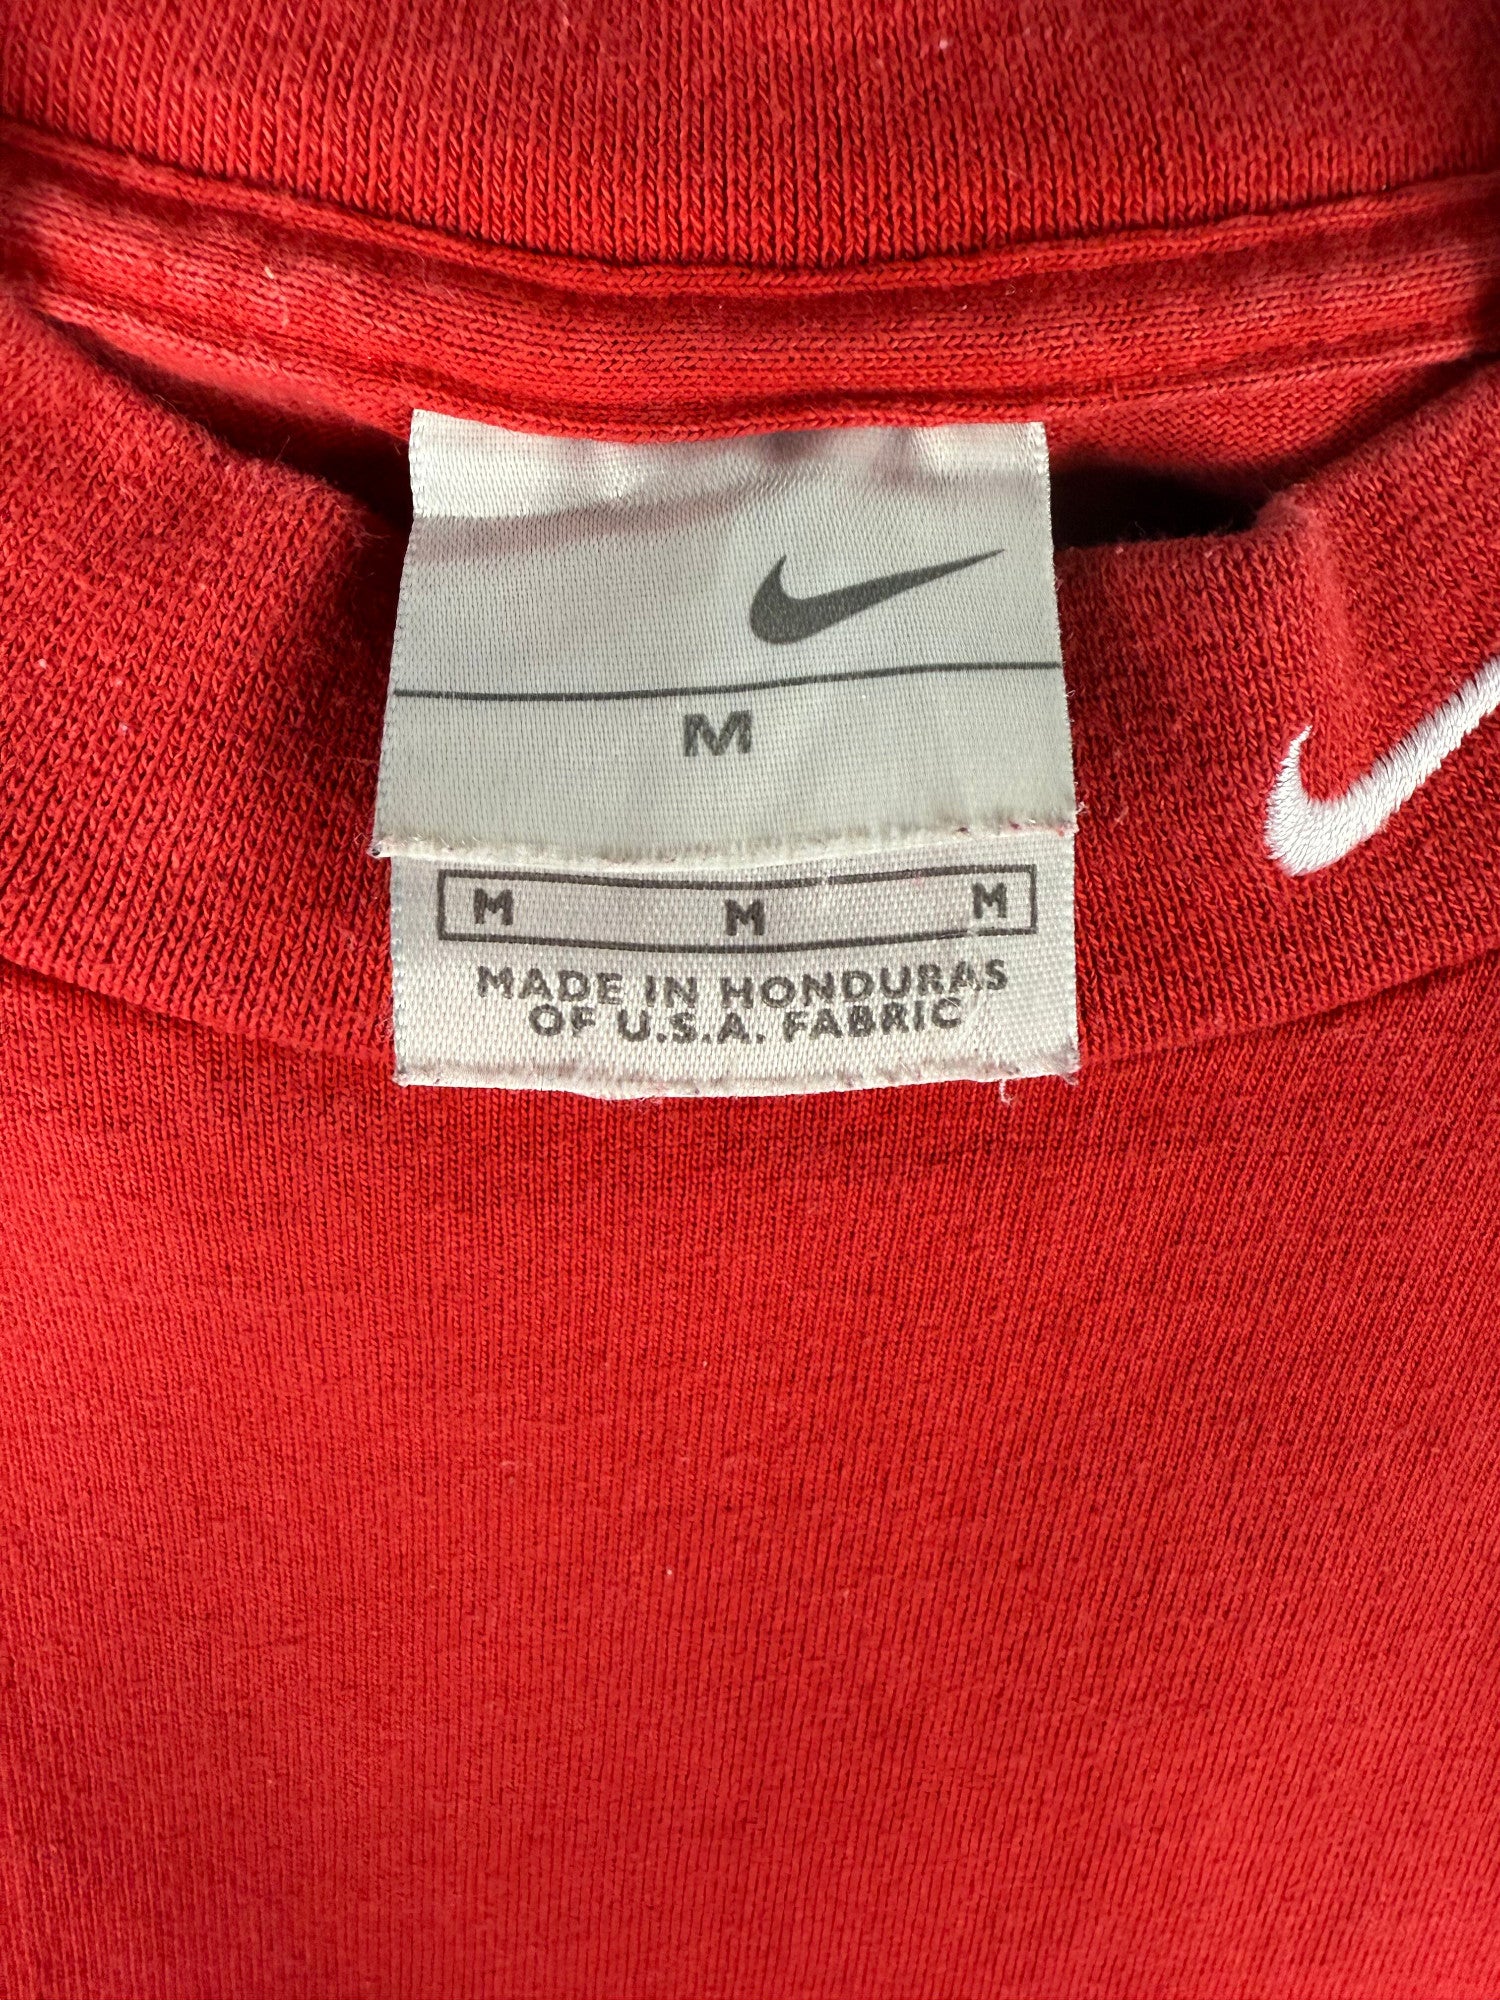 M
M M M
MADE IN HONDURAS
OF U.S.A. FABRIC